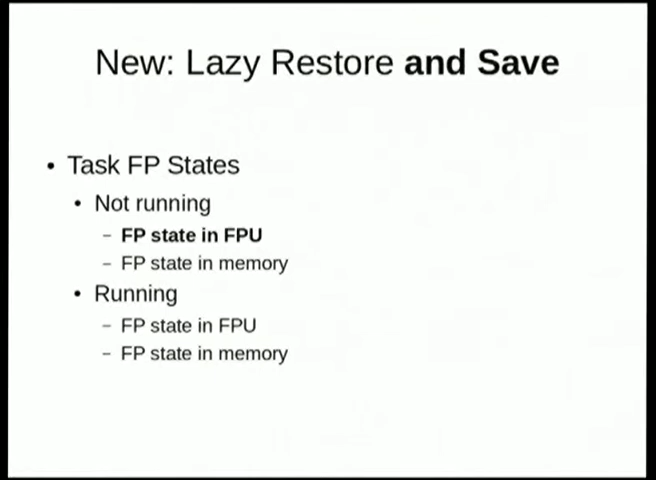 New: Lazy Restore and Save
• Task FP States
• Not running
– FP state in FPU
– FP state in memory
• Running
– FP state in FPU
– FP state in memory